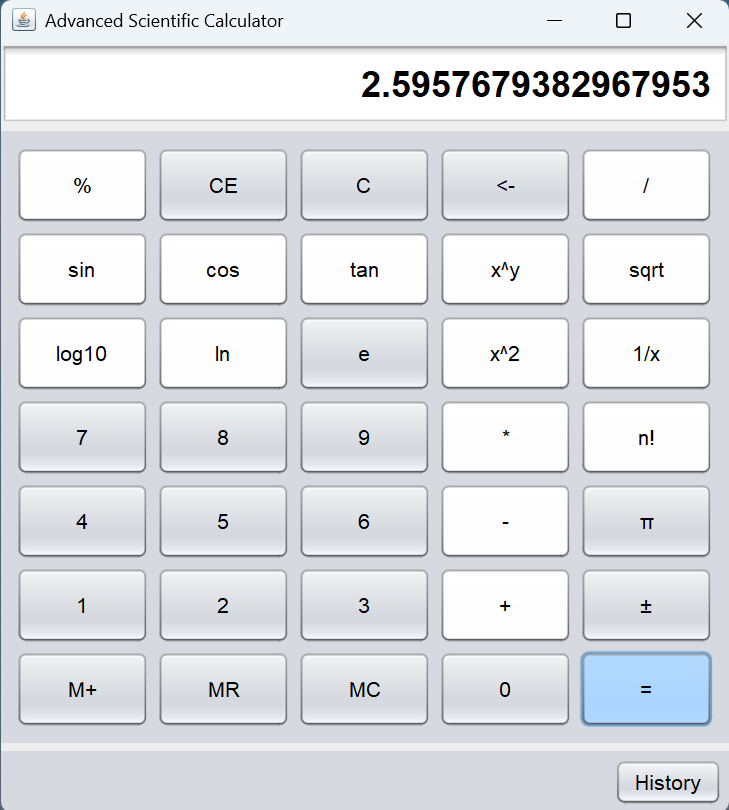 Advanced Scientific Calculator
2.5957679382967953
% CE C <- /
sin cos tan x^y sqrt
log10 ln e x^2 1/x
7 8 9 * n!
4 5 6 - π
1 2 3 + ±
M+ MR MC 0 =
History